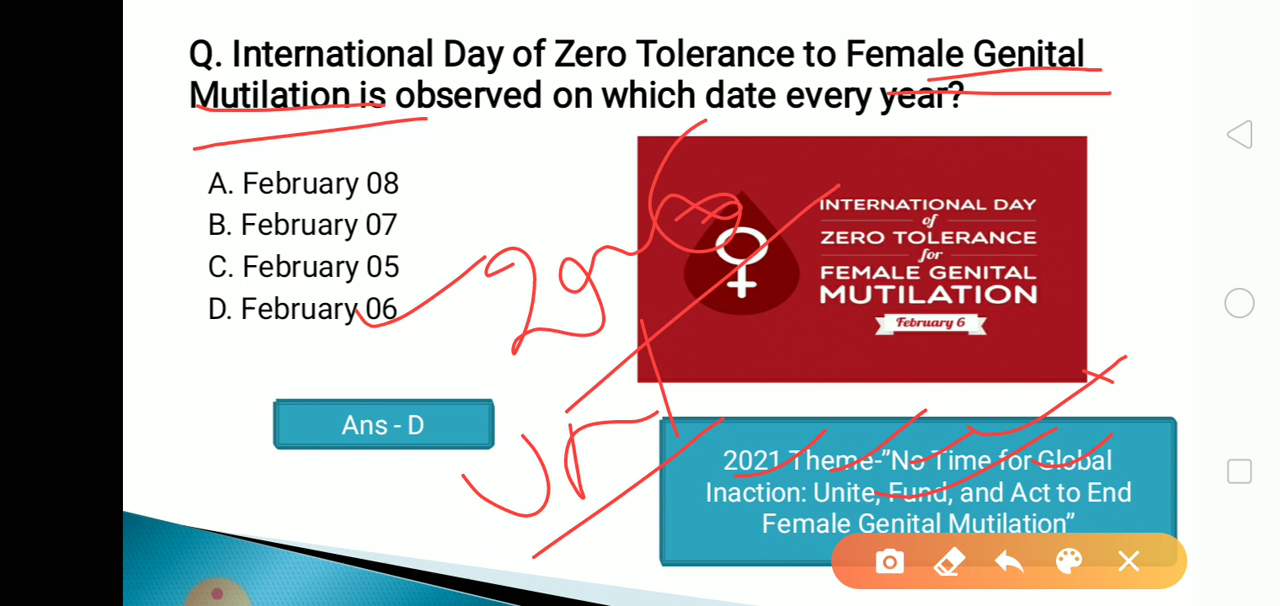 Q. International Day of Zero Tolerance to Female Genital
Mutilation is observed on which date every year?
A. February 08
B. February 07
C. February 05
D. February 06
INTERNATIONAL DAY
of
ZERO TOLERANCE
for
FEMALE GENITAL
MUTILATION
February 6
Ans - D
2021 Theme-”No Time for Global
Inaction: Unite, Fund, and Act to End
Female Genital Mutilation”